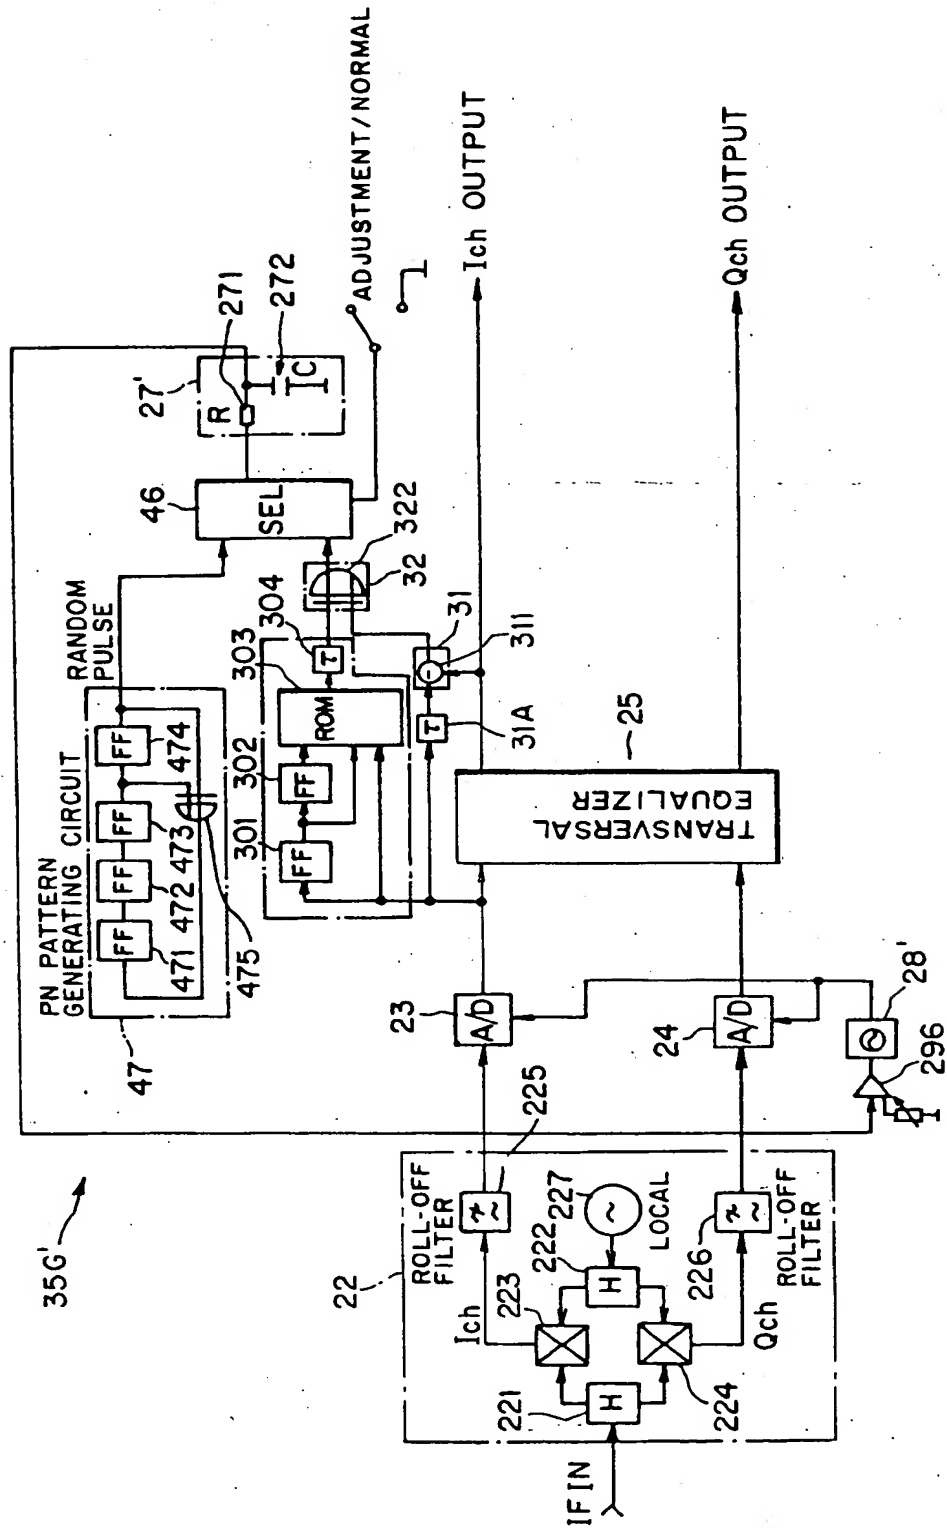 35G'
47
PN PATTERN
GENERATING CIRCUIT
FF
FF
FF
FF
471
472
473
474
475
RANDOM
PULSE
46
SEL
27'
R
271
C
272
ADJUSTMENT/NORMAL
301
302
303
304
FF
FF
ROM
τ
322
32
31
311
τ
31A
Ich OUTPUT
Qch OUTPUT
25
TRANSVERSAL
EQUALIZER
23
A/D
24
A/D
28'
296
22
ROLL-OFF
FILTER
225
Ich
223
222
227
LOCAL
H
H
221
224
226
Qch
ROLL-OFF
FILTER
IF IN